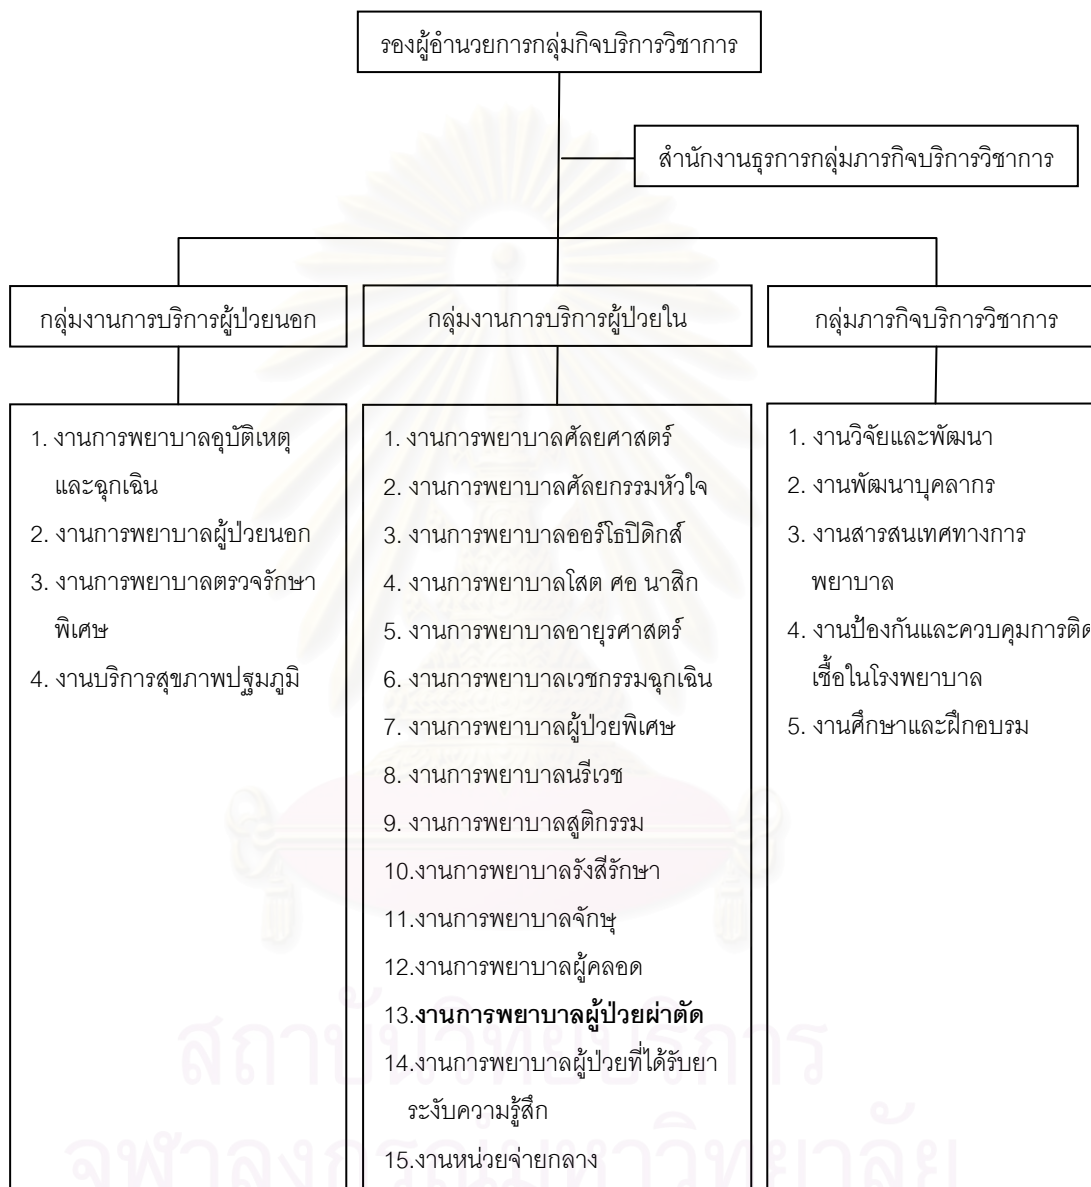 รองผู้อำนวยการกลุ่มกิจบริการวิชาการ
สำนักงานธุรการกลุ่มภารกิจบริการวิชาการ
กลุ่มงานการบริการผู้ป่วยนอก
1. งานการพยาบาลอุบัติเหตุ
และฉุกเฉิน
2. งานการพยาบาลผู้ป่วยนอก
3. งานการพยาบาลตรวจรักษา
พิเศษ
4. งานบริการสุขภาพปฐมภูมิ
กลุ่มงานการบริการผู้ป่วยใน
1. งานการพยาบาลศัลยศาสตร์
2. งานการพยาบาลศัลยกรรมหัวใจ
3. งานการพยาบาลออร์โธปิดิกส์
4. งานการพยาบาลโสต ศอ นาสิก
5. งานการพยาบาลอายุรศาสตร์
6. งานการพยาบาลเวชกรรมฉุกเฉิน
7. งานการพยาบาลผู้ป่วยพิเศษ
8. งานการพยาบาลนรีเวช
9. งานการพยาบาลสูติกรรม
10.งานการพยาบาลรังสีรักษา
11.งานการพยาบาลจักษุ
12.งานการพยาบาลผู้คลอด
13.งานการพยาบาลผู้ป่วยผ่าตัด
14.งานการพยาบาลผู้ป่วยที่ได้รับยา
ระงับความรู้สึก
15.งานหน่วยจ่ายกลาง
กลุ่มภารกิจบริการวิชาการ
1. งานวิจัยและพัฒนา
2. งานพัฒนาบุคลากร
3. งานสารสนเทศทางการ
พยาบาล
4. งานป้องกันและควบคุมการติด
เชื้อในโรงพยาบาล
5. งานศึกษาและฝึกอบรม
สถาบันวิทยบริการ
จุฬาลงกรณ์มหาวิทยาลัย